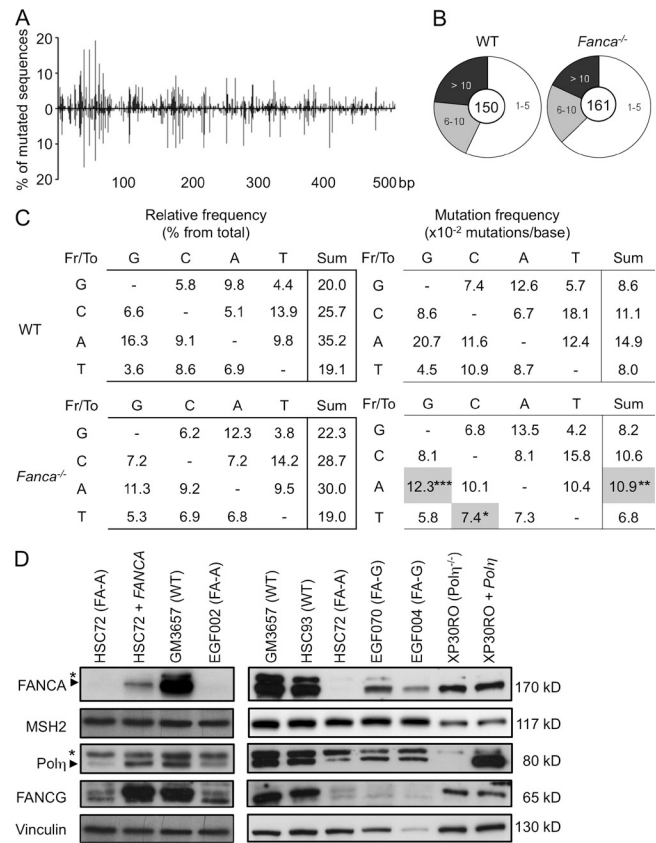 A
% of mutated sequences
20
10
0
10
20
100 200 300 400 500 bp
B
WT
Fanca-/-
> 10
6-10
1-5
150
> 10
6-10
1-5
161
C
Relative frequency
(% from total)
Mutation frequency
(x10-2 mutations/base)
WT
Fr/To G C A T Sum
G - 5.8 9.8 4.4 20.0
C 6.6 - 5.1 13.9 25.7
A 16.3 9.1 - 9.8 35.2
T 3.6 8.6 6.9 - 19.1
Fr/To G C A T Sum
G - 7.4 12.6 5.7 8.6
C 8.6 - 6.7 18.1 11.1
A 20.7 11.6 - 12.4 14.9
T 4.5 10.9 8.7 - 8.0
Fanca-/-
Fr/To G C A T Sum
G - 6.2 12.3 3.8 22.3
C 7.2 - 7.2 14.2 28.7
A 11.3 9.2 - 9.5 30.0
T 5.3 6.9 6.8 - 19.0
Fr/To G C A T Sum
G - 6.8 13.5 4.2 8.2
C 8.1 - 8.1 15.8 10.6
A 12.3*** 10.1 - 10.4 10.9**
T 5.8 7.4* 7.3 - 6.8
D
HSC72 (FA-A)
HSC72 + FANCA
GM3657 (WT)
EGF002 (FA-A)
GM3657 (WT)
HSC93 (WT)
HSC72 (FA-A)
EGF070 (FA-G)
EGF004 (FA-G)
XP30RO (Polη-/-)
XP30RO + Polη
*
FANCA 170 kD
MSH2 117 kD
*
Polη 80 kD
FANCG 65 kD
Vinculin 130 kD